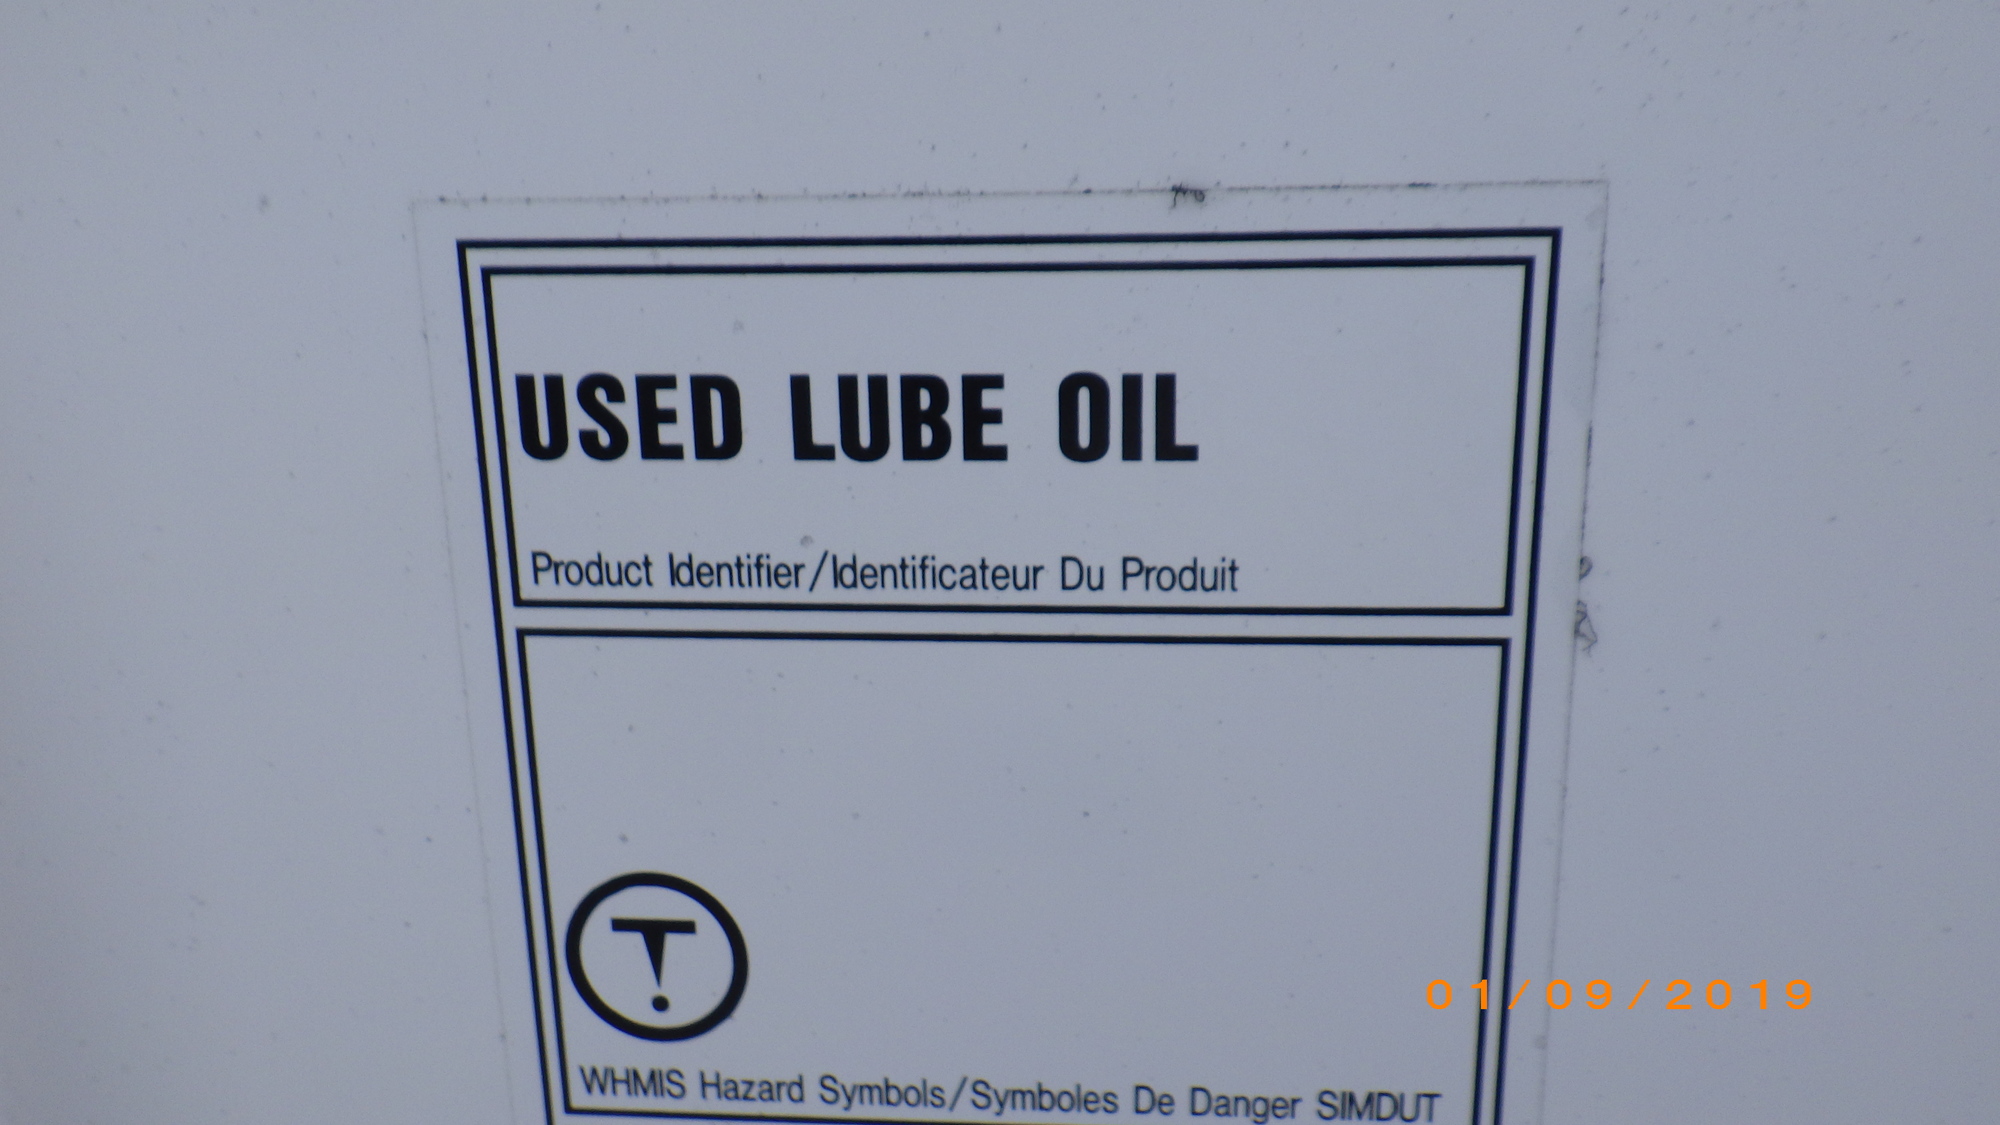 USED LUBE OIL
Product Identifier/Identificateur Du Produit
T
WHMIS Hazard Symbols/Symboles De Danger SIMDUT
01/09/2019